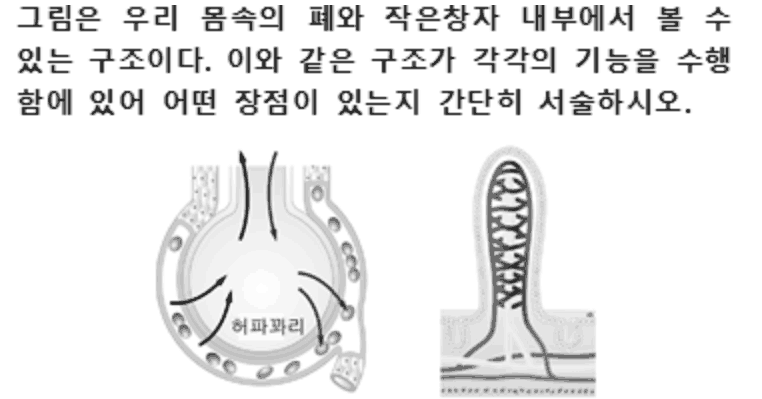 그림은 우리 몸속의 폐와 작은창자 내부에서 볼 수
있는 구조이다. 이와 같은 구조가 각각의 기능을 수행
함에 있어 어떤 장점이 있는지 간단히 서술하시오.
허파꽈리